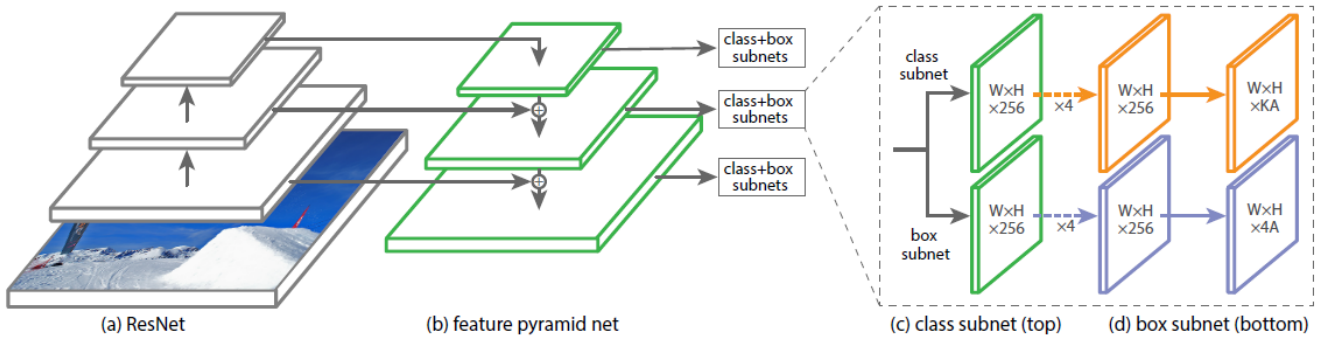 class+box
subnets
class+box
subnets
class+box
subnets
class
subnet
W×H
×256
×4
W×H
×256
W×H
×KA
box
subnet
W×H
×256
×4
W×H
×256
W×H
×4A
(a) ResNet
(b) feature pyramid net
(c) class subnet (top)
(d) box subnet (bottom)